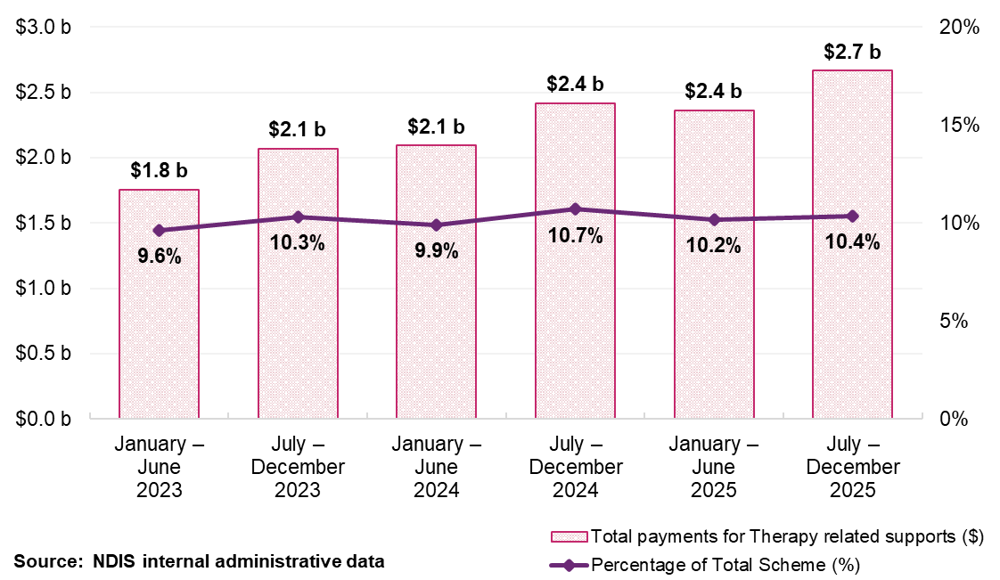 $3.0 b
$2.5 b
$2.0 b
$1.5 b
$1.0 b
$0.5 b
$0.0 b
20%
15%
10%
5%
0%
$1.8 b
$2.1 b
$2.1 b
$2.4 b
$2.4 b
$2.7 b
9.6%
10.3%
9.9%
10.7%
10.2%
10.4%
January –
June
2023
July –
December
2023
January –
June
2024
July –
December
2024
January –
June
2025
July –
December
2025
Total payments for Therapy related supports ($)
Percentage of Total Scheme (%)
Source: NDIS internal administrative data